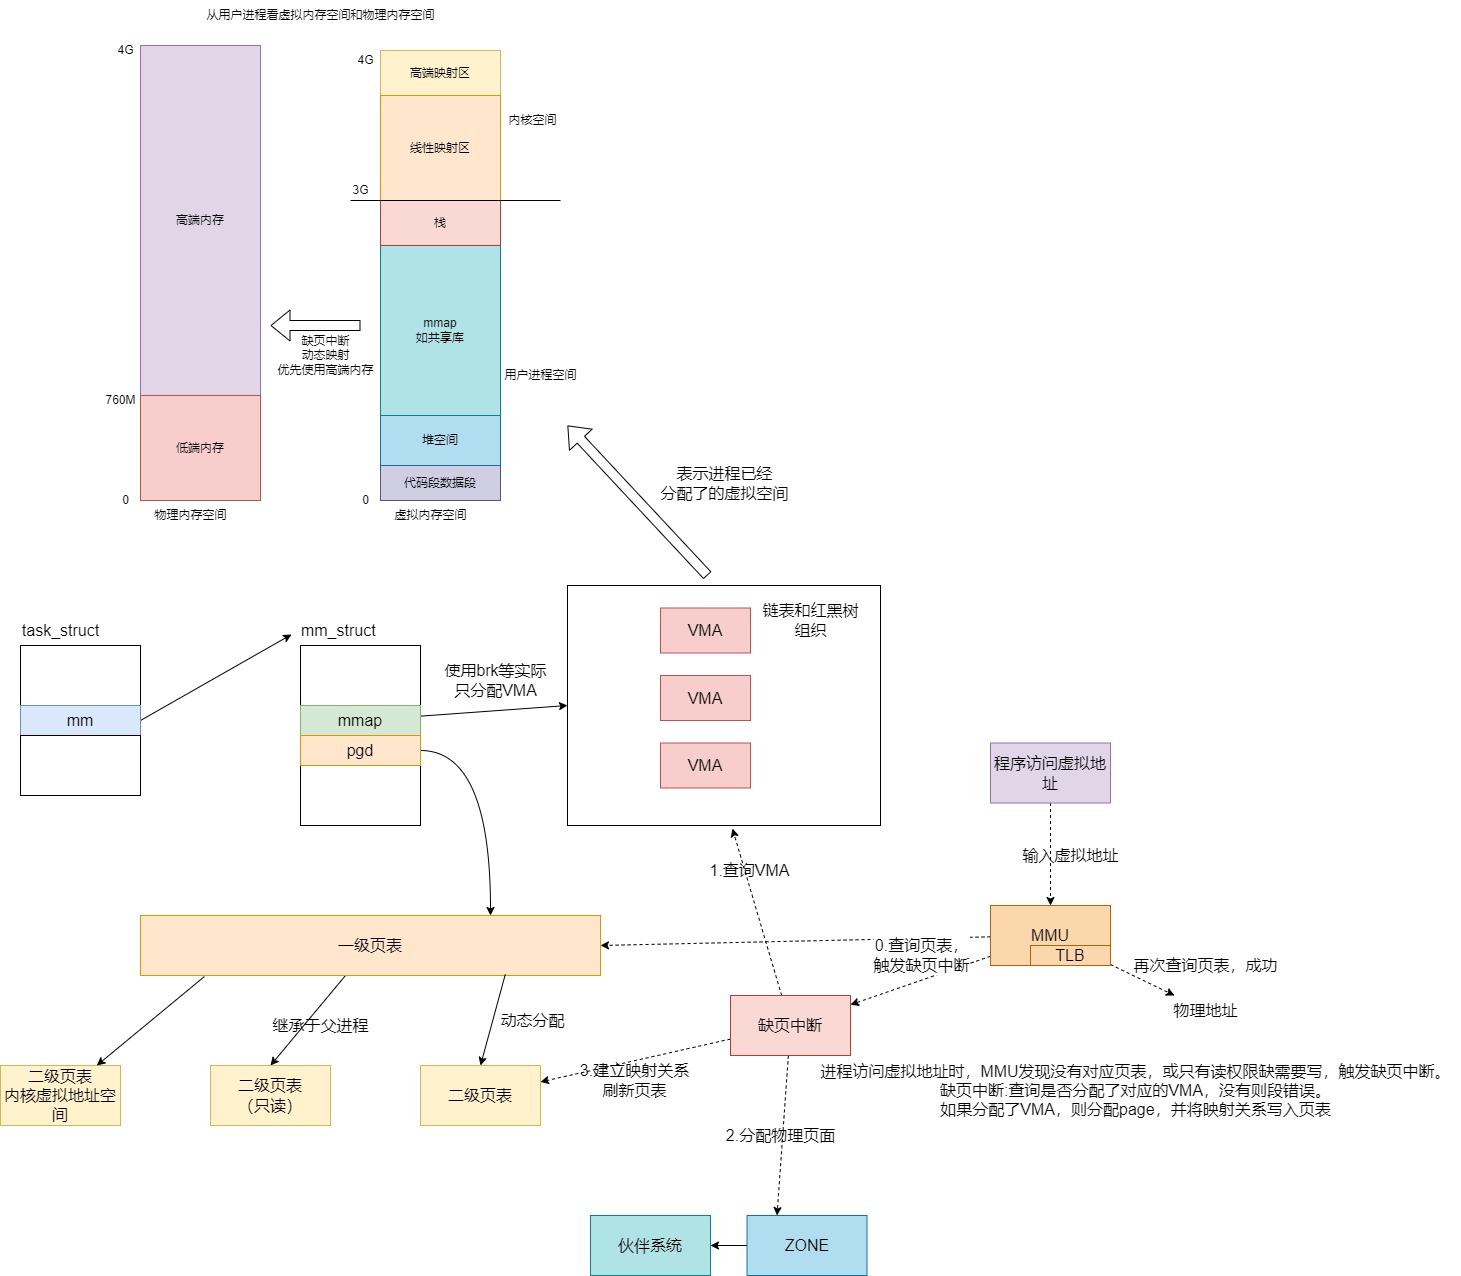 从用户进程看虚拟内存空间和物理内存空间
4G
4G
高端映射区
内核空间
线性映射区
3G
高端内存
栈
mmap
如共享库
缺页中断
动态映射
优先使用高端内存
用户进程空间
760M
堆空间
低端内存
代码段数据段
0
0
物理内存空间
虚拟内存空间
表示进程已经
分配了的虚拟空间
task_struct
mm_struct
mm
mmap
pgd
使用brk等实际
只分配VMA
VMA
链表和红黑树
组织
VMA
VMA
程序访问虚拟地
址
输入虚拟地址
1.查询VMA
一级页表
0.查询页表，
触发缺页中断
MMU
TLB
再次查询页表，成功
物理地址
继承于父进程
动态分配
缺页中断
二级页表
内核虚拟地址空
间
二级页表
（只读）
二级页表
3.建立映射关系
刷新页表
进程访问虚拟地址时，MMU发现没有对应页表，或只有读权限缺需要写，触发缺页中断。
缺页中断:查询是否分配了对应的VMA，没有则段错误。
如果分配了VMA，则分配page，并将映射关系写入页表
2.分配物理页面
伙伴系统
ZONE